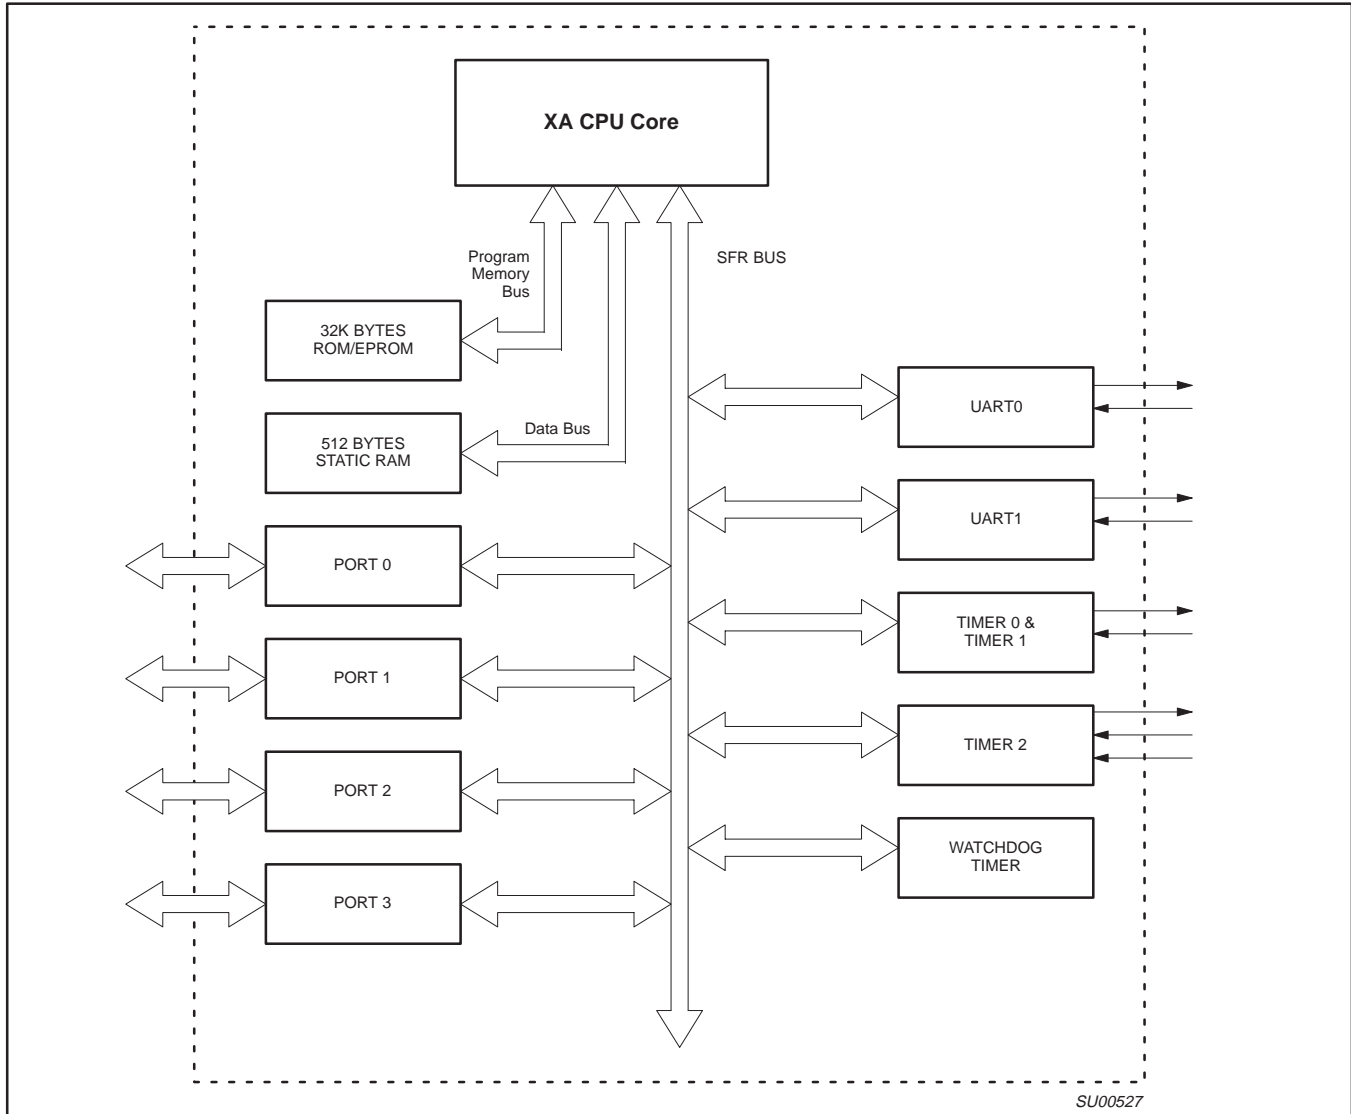 XA CPU Core
Program
Memory
Bus
SFR BUS
32K BYTES
ROM/EPROM
UART0
Data Bus
512 BYTES
STATIC RAM
UART1
PORT 0
TIMER 0 &
TIMER 1
PORT 1
TIMER 2
PORT 2
WATCHDOG
TIMER
PORT 3
SU00527